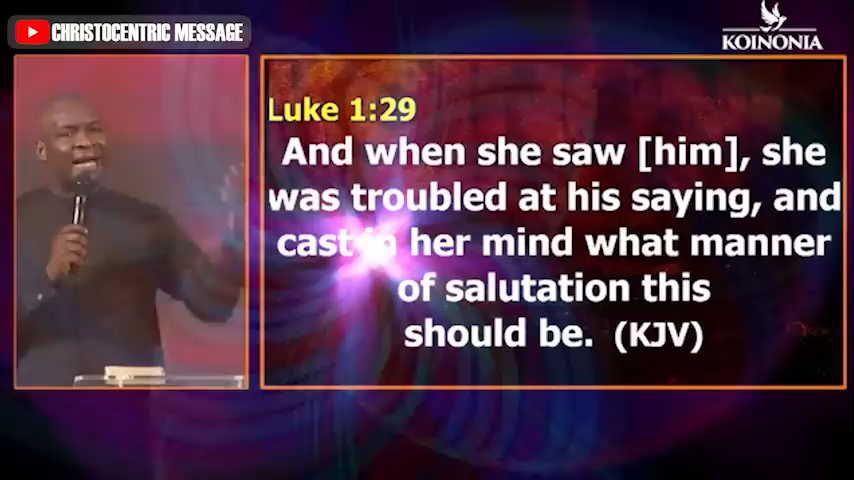 CHRISTOCENTRIC MESSAGE
KOINONIA
Luke 1:29
And when she saw [him], she
was troubled at his saying, and
cast in her mind what manner
of salutation this
should be. (KJV)